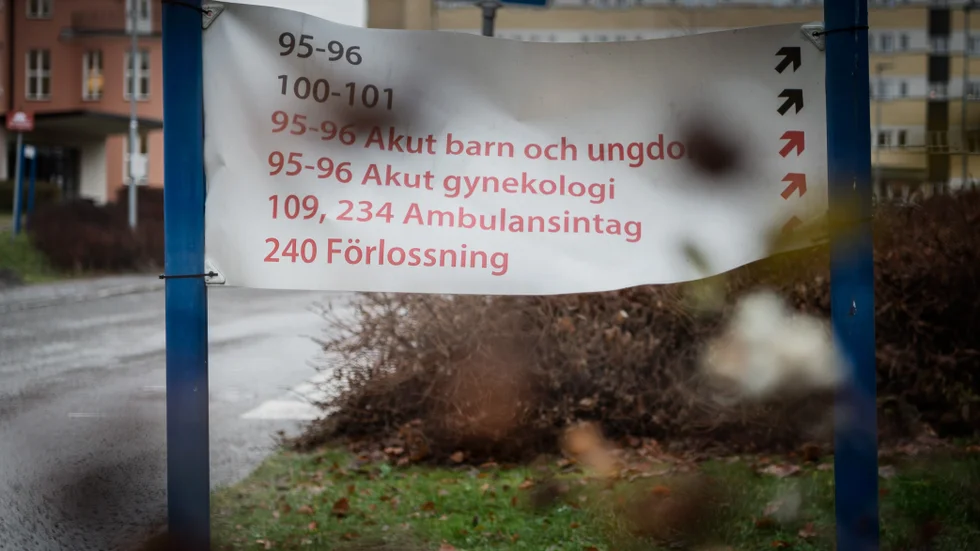 95-96
100-101
95-96 Akut barn och ungdo
95-96 Akut gynekologi
109, 234 Ambulansintag
240 Förlossning